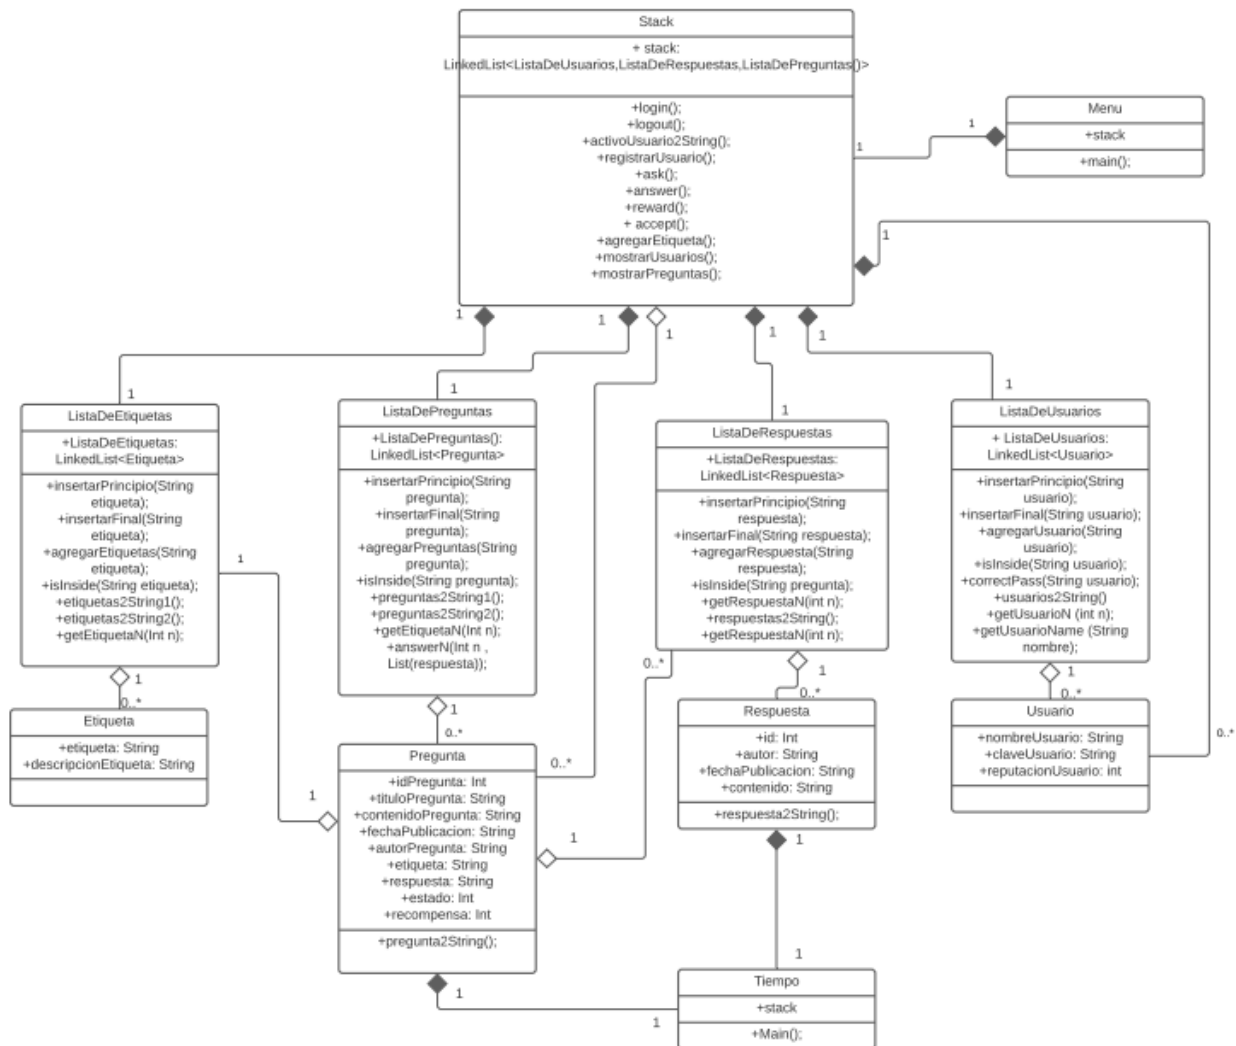 Stack
+ stack:
LinkedList<ListaDeUsuarios,ListaDeRespuestas,ListaDePreguntas()>
+login();
+logout();
+activoUsuario2String();
+registrarUsuario();
+ask();
+answer();
+reward();
+ accept();
+agregarEtiqueta();
+mostrarUsuarios();
+mostrarPreguntas();
1
1
Menu
+stack
+main();
1
0..*
1
1
1
1
1
1
1
1
1
ListaDeEtiquetas
+ListaDeEtiquetas:
LinkedList<Etiqueta>
+insertarPrincipio(String
etiqueta);
+insertarFinal(String
etiqueta);
+agregarEtiquetas(String
etiqueta);
+isInside(String etiqueta);
+etiquetas2String1();
+etiquetas2String2();
+getEtiquetaN(Int n);
1
1
0..*
ListaDePreguntas
+ListaDePreguntas():
LinkedList<Pregunta>
+insertarPrincipio(String
pregunta);
+insertarFinal(String
pregunta);
+agregarPreguntas(String
pregunta);
+isInside(String pregunta);
+preguntas2String1();
+preguntas2String2();
+getEtiquetaN(Int n);
+answerN(Int n ,
List(respuesta));
1
0..*
ListaDeRespuestas
+ListaDeRespuestas:
LinkedList<Respuesta>
+insertarPrincipio(String
respuesta);
+insertarFinal(String respuesta);
+agregarRespuesta(String
respuesta);
+isInside(String pregunta);
+getRespuestaN(int n);
+respuestas2String();
+getRespuestaN(int n);
0..*
1
0..*
ListaDeUsuarios
+ ListaDeUsuarios:
LinkedList<Usuario>
+insertarPrincipio(String
usuario);
+insertarFinal(String usuario);
+agregarUsuario(String
usuario);
+isInside(String usuario);
+correctPass(String usuario);
+usuarios2String()
+getUsuarioN (int n);
+getUsuarioName (String
nombre);
1
0..*
Etiqueta
+etiqueta: String
+descripcionEtiqueta: String
Pregunta
+idPregunta: Int
+tituloPregunta: String
+contenidoPregunta: String
+fechaPublicacion: String
+autorPregunta: String
+etiqueta: String
+respuesta: String
+estado: Int
+recompensa: Int
+pregunta2String();
1
0..*
1
1
1
Respuesta
+id: Int
+autor: String
+fechaPublicacion: String
+contenido: String
+respuesta2String();
1
1
Usuario
+nombreUsuario: String
+claveUsuario: String
+reputacionUsuario: int
Tiempo
+stack
+Main();